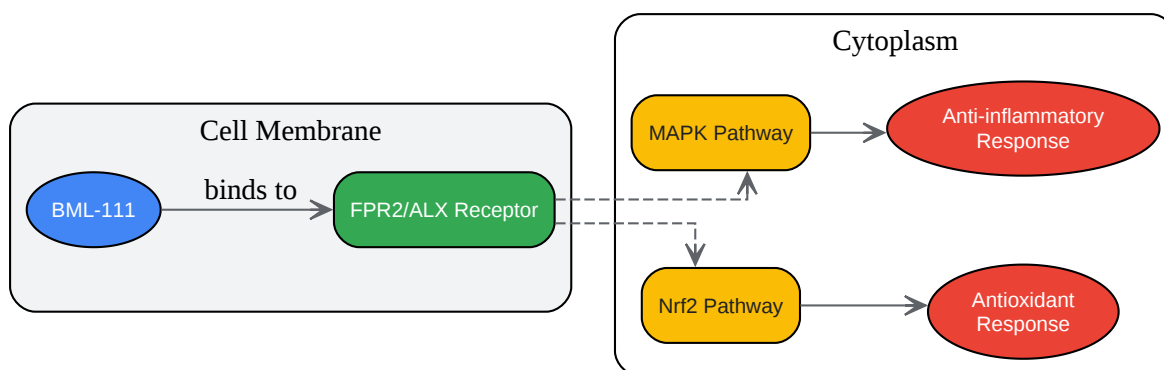 Cell Membrane
BML-111
binds to
FPR2/ALX Receptor
Cytoplasm
MAPK Pathway
Anti-inflammatory
Response
Nrf2 Pathway
Antioxidant
Response